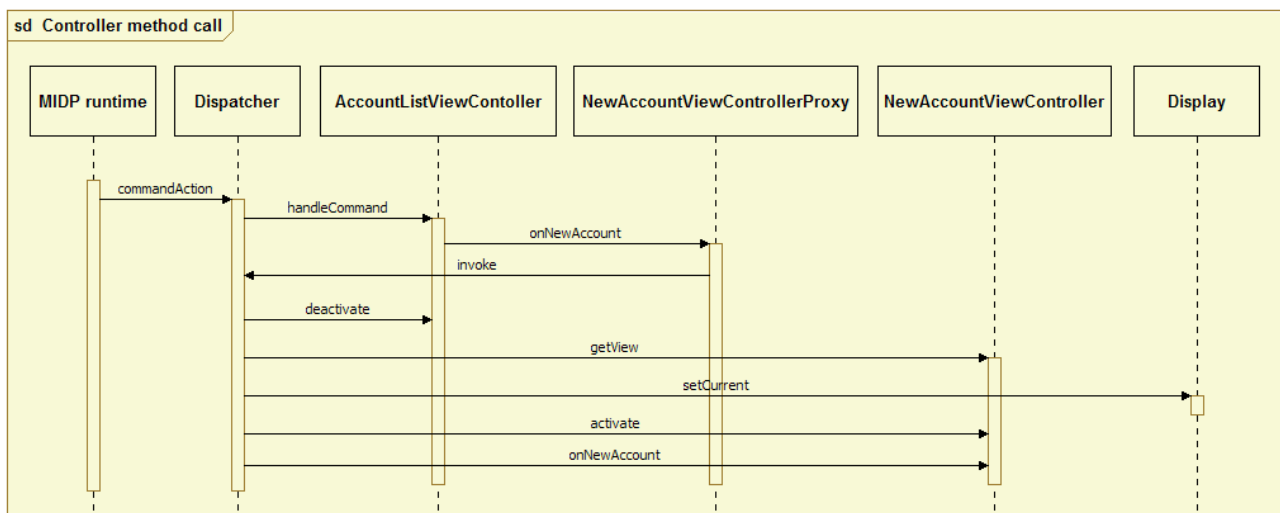 sd Controller method call
MIDP runtime
Dispatcher
AccountListViewContoller
NewAccountViewControllerProxy
NewAccountViewController
Display
commandAction
handleCommand
onNewAccount
invoke
deactivate
getView
setCurrent
activate
onNewAccount